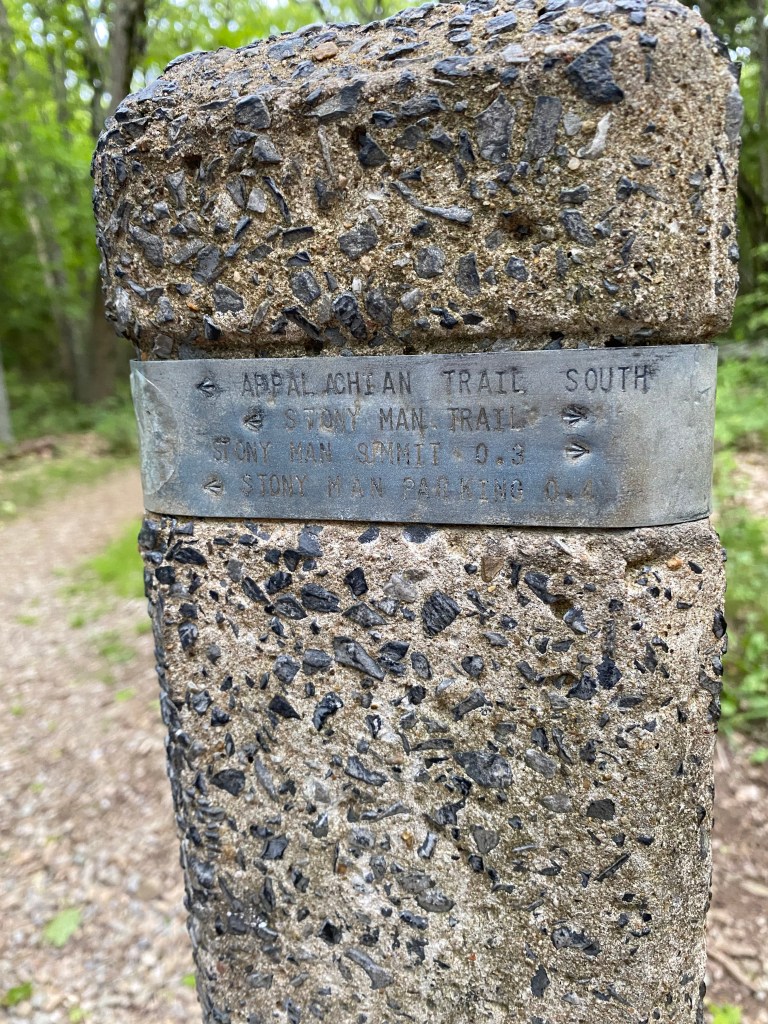 APPALACHIAN TRAIL SOUTH
STONY MAN TRAIL
STONY MAN SUMMIT 0.3
STONY MAN PARKING 0.4